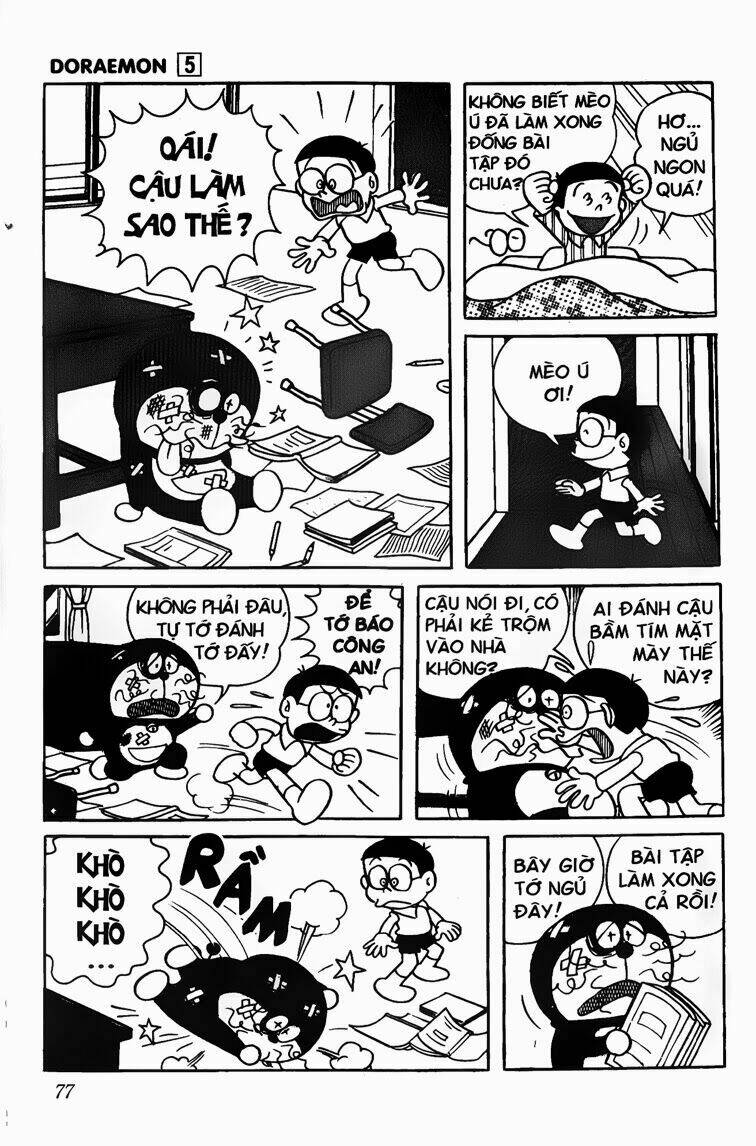 DORAEMON 5
HƠ...
NGỦ
NGON
QUÁ!
KHÔNG BIẾT MÈO
Ú ĐÃ LÀM XONG
ĐỐNG BÀI
TẬP ĐÓ
CHƯA?
MÈO Ú
ƠI!
QÁI!
CẬU LÀM
SAO THẾ?
AI ĐÁNH CẬU
BẦM TÍM MẶT
MÀY THẾ
NÀY?
CẬU NÓI ĐI, CÓ
PHẢI KẺ TRỘM
VÀO NHÀ
KHÔNG?
ĐỂ
TỚ BÁO
CÔNG
AN!
KHÔNG PHẢI ĐÂU,
TỰ TỚ ĐÁNH
TỚ ĐẤY!
BÀI TẬP
LÀM XONG
CẢ RỒI!
BÂY GIỜ
TỚ NGỦ
ĐÂY!
RẦM
KHÒ
KHÒ
KHÒ
...
77